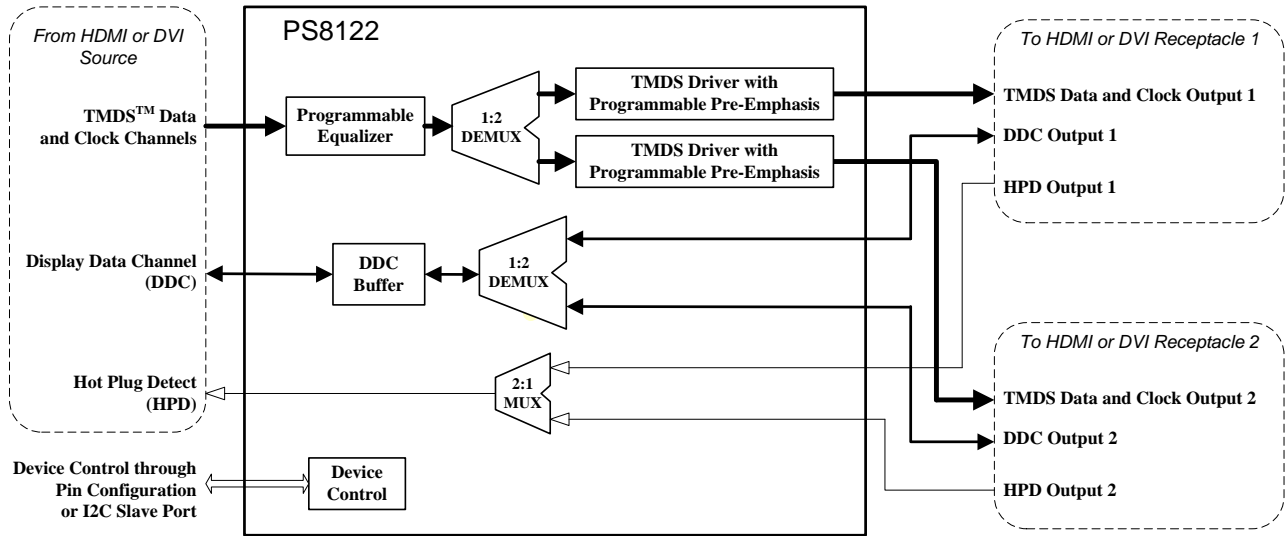 From HDMI or DVI
Source
TMDS™ Data
and Clock Channels
Display Data Channel
(DDC)
Hot Plug Detect
(HPD)
Device Control through
Pin Configuration
or I2C Slave Port
PS8122
Programmable
Equalizer
1:2
DEMUX
TMDS Driver with
Programmable Pre-Emphasis
TMDS Driver with
Programmable Pre-Emphasis
DDC
Buffer
1:2
DEMUX
2:1
MUX
Device
Control
To HDMI or DVI Receptacle 1
TMDS Data and Clock Output 1
DDC Output 1
HPD Output 1
To HDMI or DVI Receptacle 2
TMDS Data and Clock Output 2
DDC Output 2
HPD Output 2